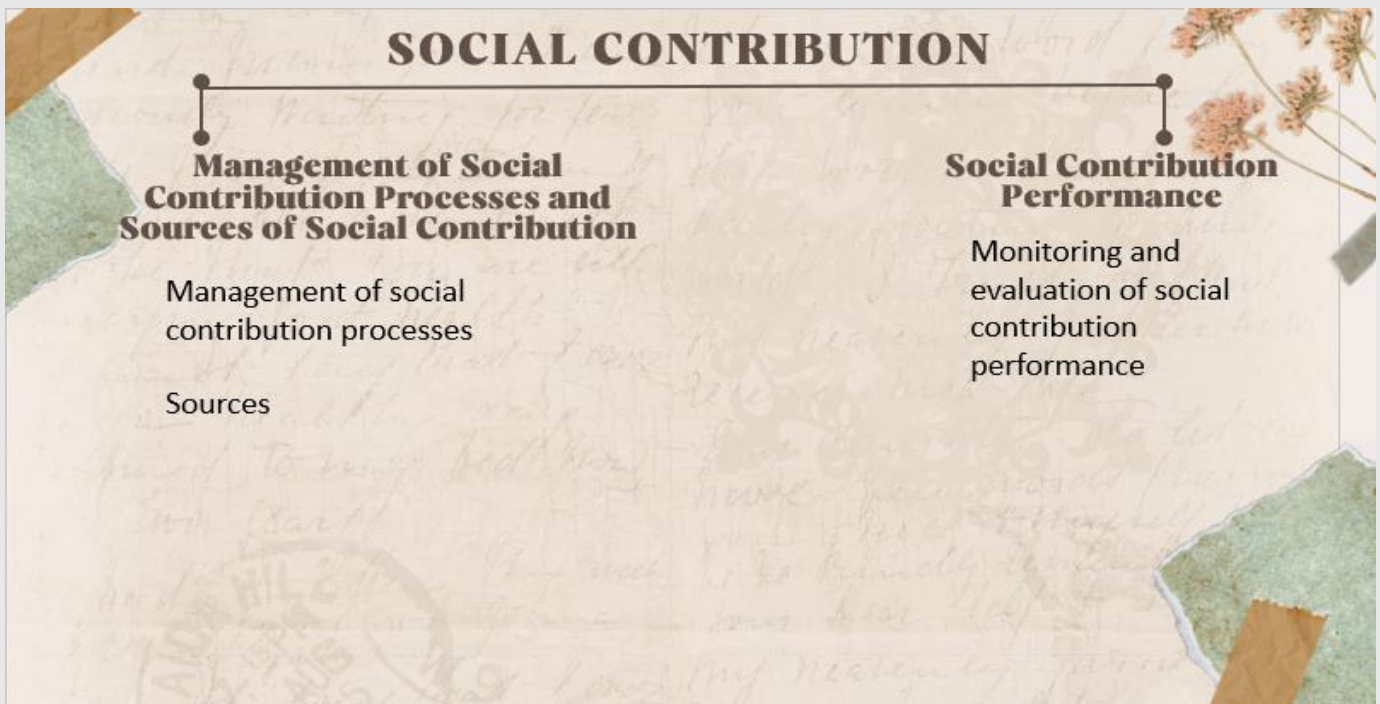 SOCIAL CONTRIBUTION
Management of Social
Contribution Processes and
Sources of Social Contribution
Management of social
contribution processes
Sources
Social Contribution
Performance
Monitoring and
evaluation of social
contribution
performance